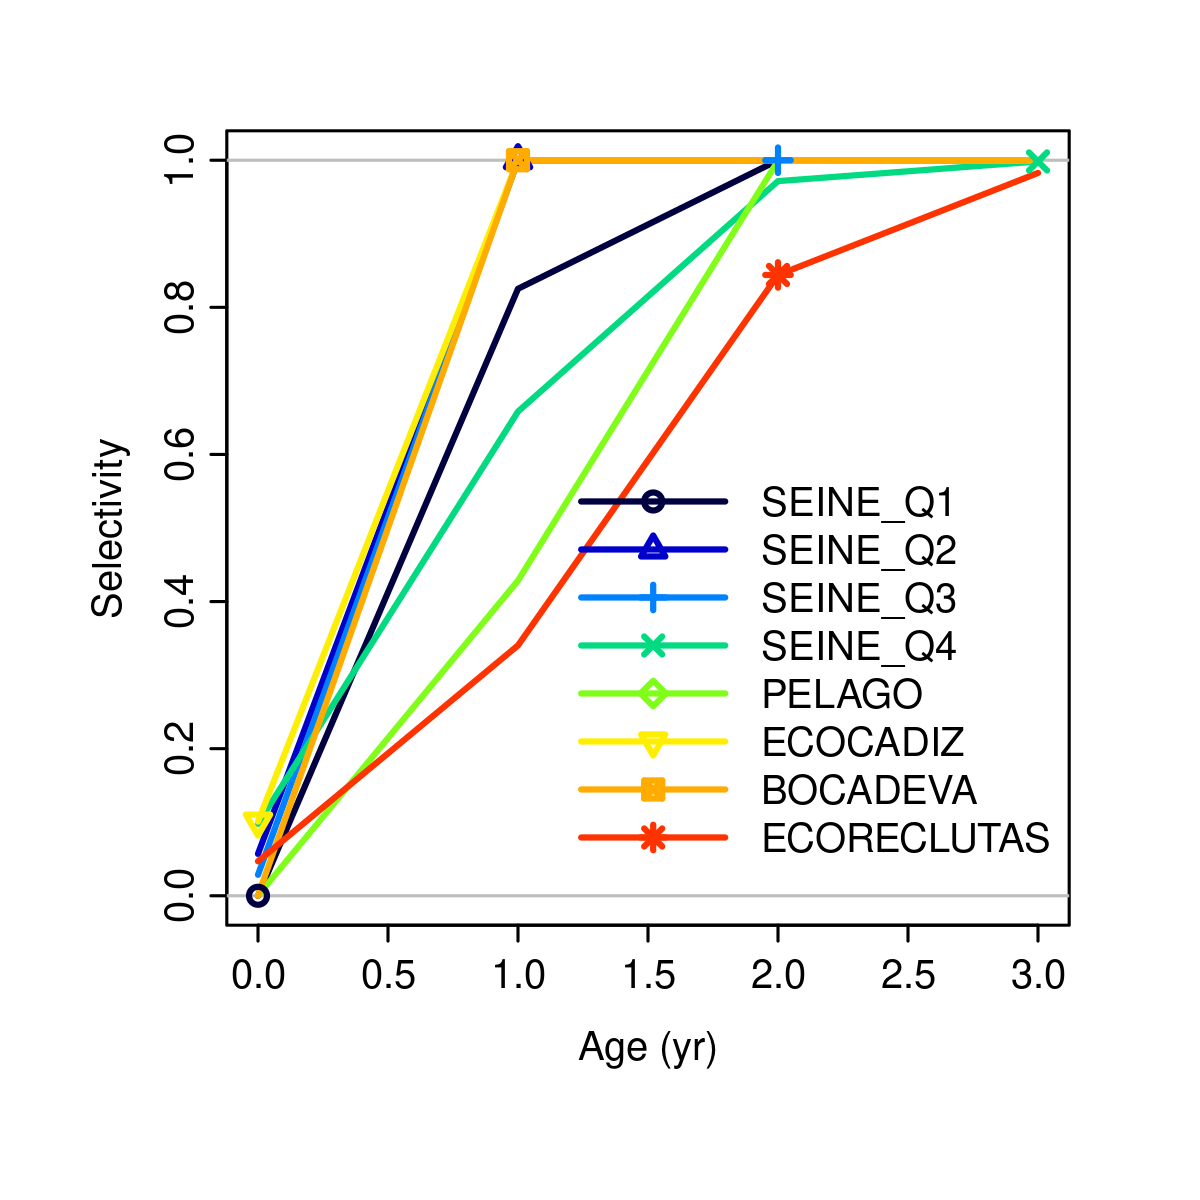 Selectivity
1.0
0.8
0.6
0.4
0.2
0.0
SEINE_Q1
SEINE_Q2
SEINE_Q3
SEINE_Q4
PELAGO
ECOCADIZ
BOCADEVA
ECORECLUTAS
0.0 0.5 1.0 1.5 2.0 2.5 3.0
Age (yr)